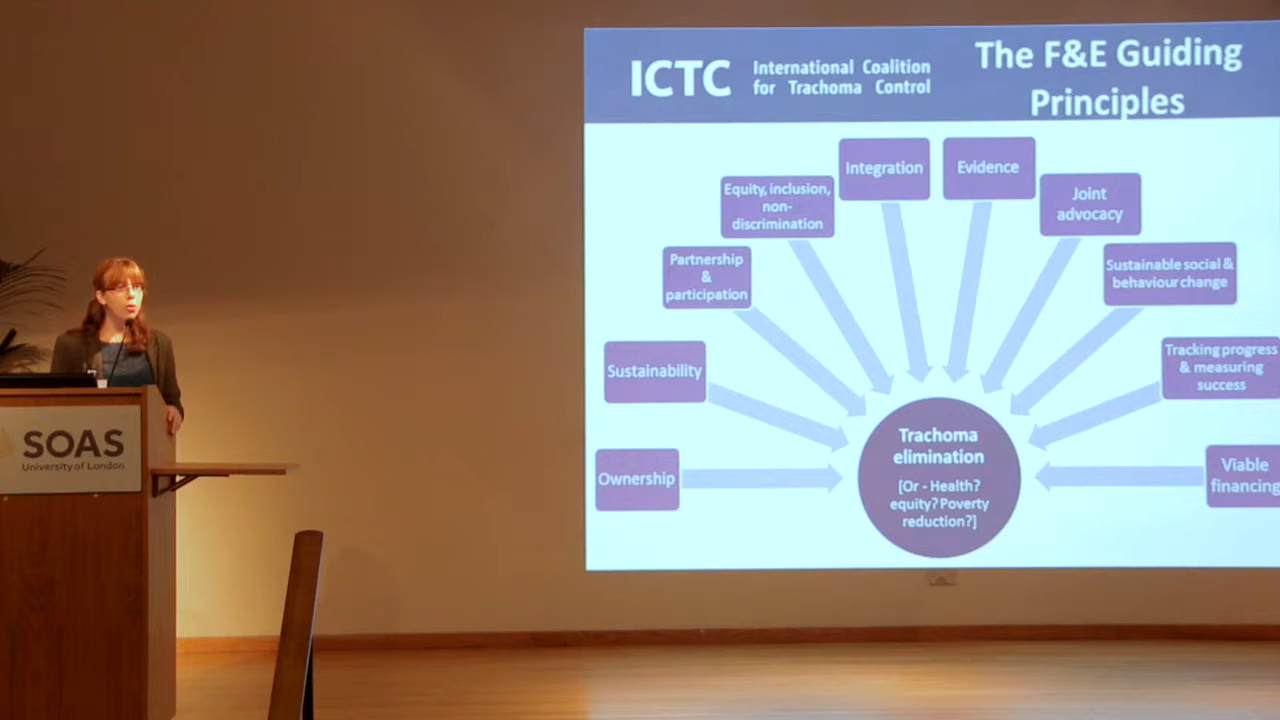 ICTC
International Coalition
for Trachoma Control
The F&E Guiding
Principles
Integration
Evidence
Equity, inclusion,
non-
discrimination
Joint
advocacy
Partnership
&
participation
Sustainable social &
behaviour change
Sustainability
Tracking progress
& measuring
success
Ownership
Viable
financing
Trachoma
elimination
[Or - Health?
equity? Poverty
reduction?]
SOAS
University of London